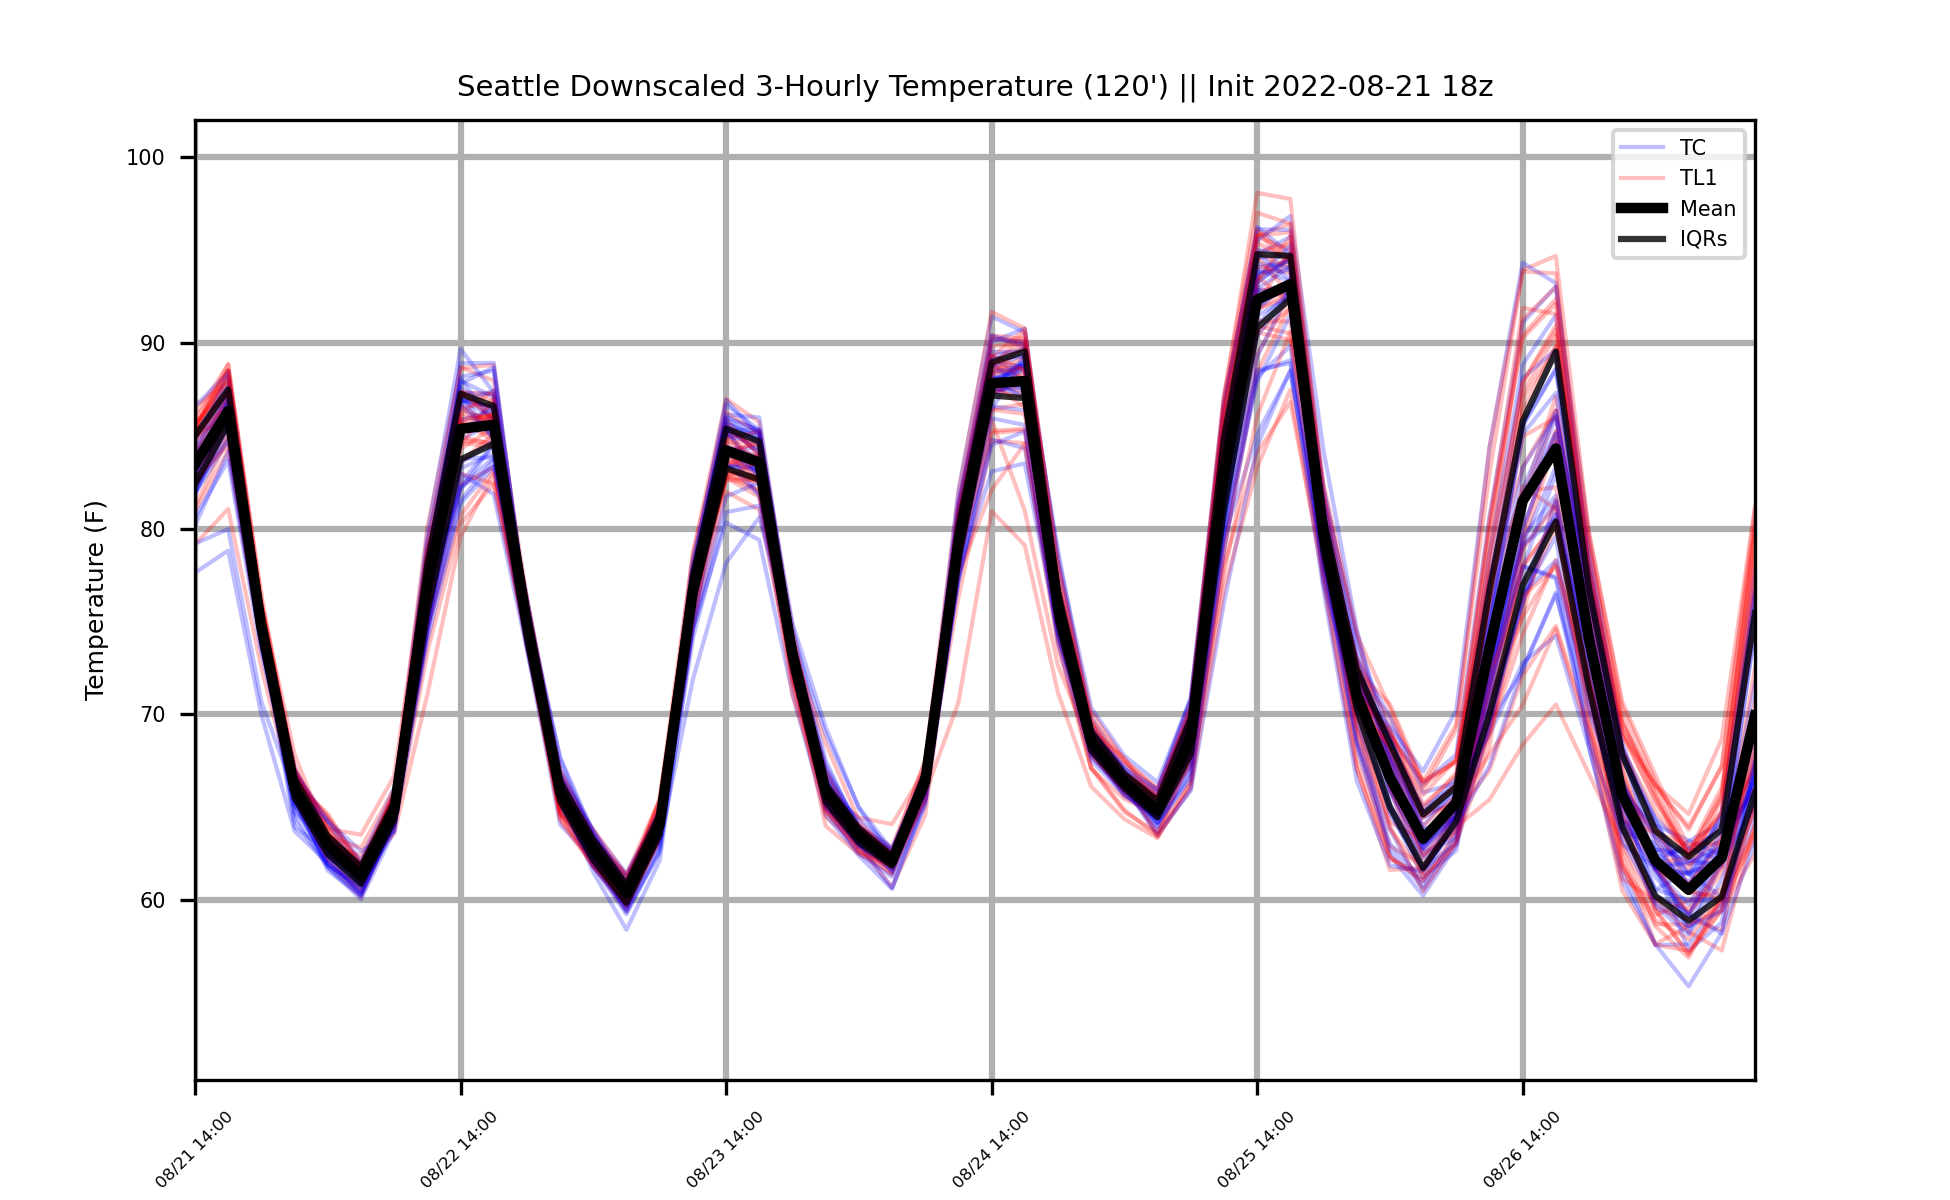 Seattle Downscaled 3-Hourly Temperature (120') || Init 2022-08-21 18z
TC
TL1
Mean
IQRs
Temperature (F)
100
90
80
70
60
08/21 14:00
08/22 14:00
08/23 14:00
08/24 14:00
08/25 14:00
08/26 14:00